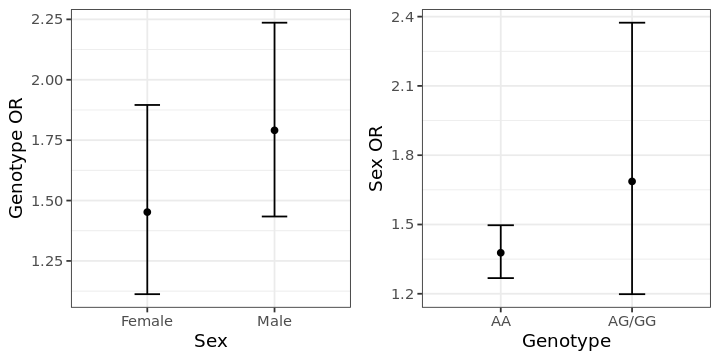 Genotype OR
2.25
2.00
1.75
1.50
1.25
Female Male
Sex
Sex OR
2.4
2.1
1.8
1.5
1.2
AA AG/GG
Genotype